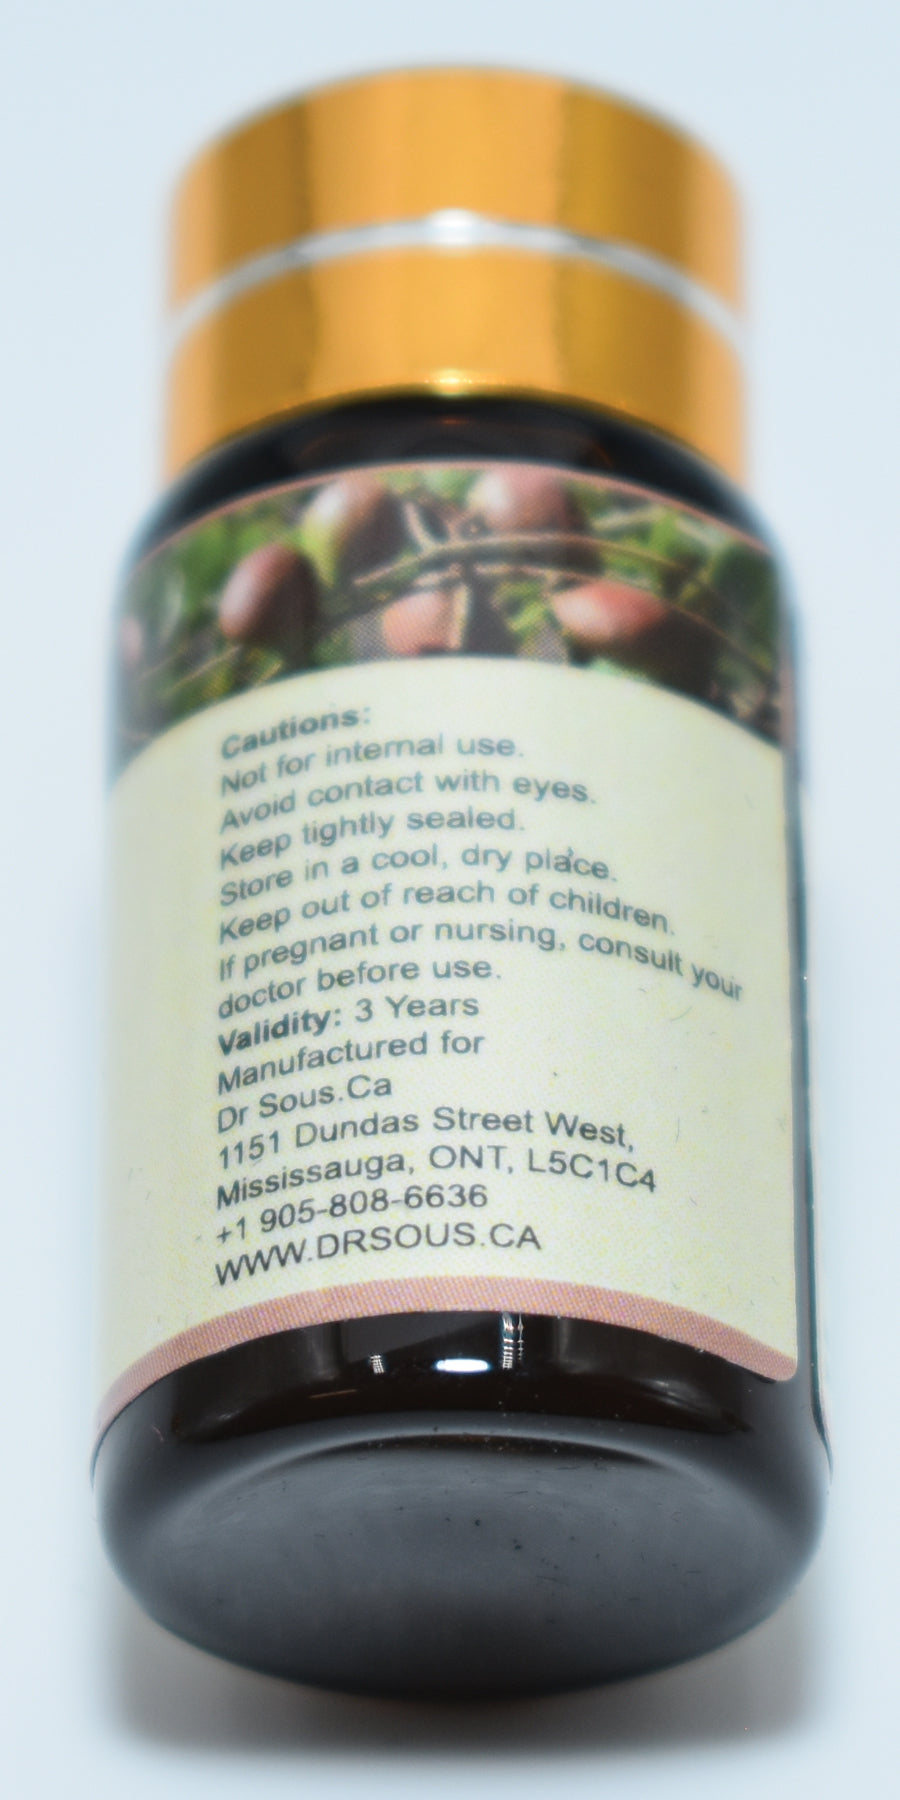 Cautions:
Not for internal use.
Avoid contact with eyes.
Keep tightly sealed.
Store in a cool, dry place.
Keep out of reach of children.
If pregnant or nursing, consult your
doctor before use.
Validity: 3 Years
Manufactured for
Dr Sous.Ca
1151 Dundas Street West,
Mississauga, ONT, L5C1C4
+1 905-808-6636
WWW.DRSOUS.CA